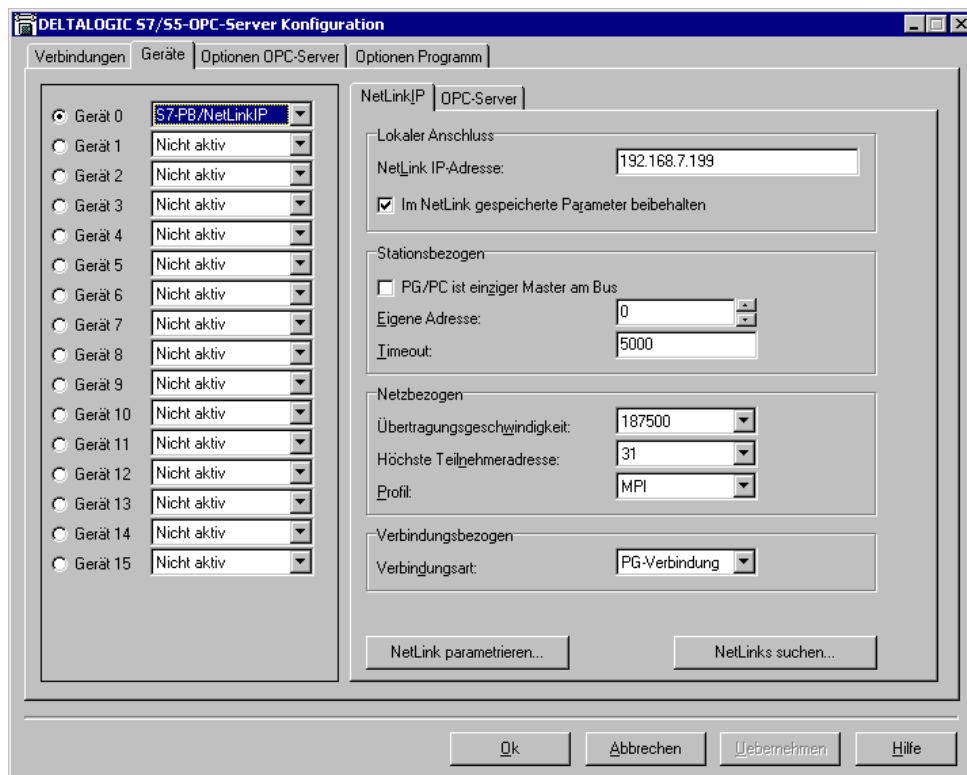 DELTALOGIC S7/S5-OPC-Server Konfiguration
Verbindungen Geräte Optionen OPC-Server Optionen Programm
Gerät 0 S7-PB/NetLinkIP
Gerät 1 Nicht aktiv
Gerät 2 Nicht aktiv
Gerät 3 Nicht aktiv
Gerät 4 Nicht aktiv
Gerät 5 Nicht aktiv
Gerät 6 Nicht aktiv
Gerät 7 Nicht aktiv
Gerät 8 Nicht aktiv
Gerät 9 Nicht aktiv
Gerät 10 Nicht aktiv
Gerät 11 Nicht aktiv
Gerät 12 Nicht aktiv
Gerät 13 Nicht aktiv
Gerät 14 Nicht aktiv
Gerät 15 Nicht aktiv
NetLinkIP OPC-Server
Lokaler Anschluss
NetLink IP-Adresse: 192.168.7.199
Im NetLink gespeicherte Parameter beibehalten
Stationsbezogen
PG/PC ist einziger Master am Bus
Eigene Adresse: 0
Timeout: 5000
Netzbezogen
Übertragungsgeschwindigkeit: 187500
Höchste Teilnehmeradresse: 31
Profil: MPI
Verbindungsbezogen
Verbindungsart: PG-Verbindung
NetLink parametrieren... NetLinks suchen...
Ok Abbrechen Uebernehmen Hilfe